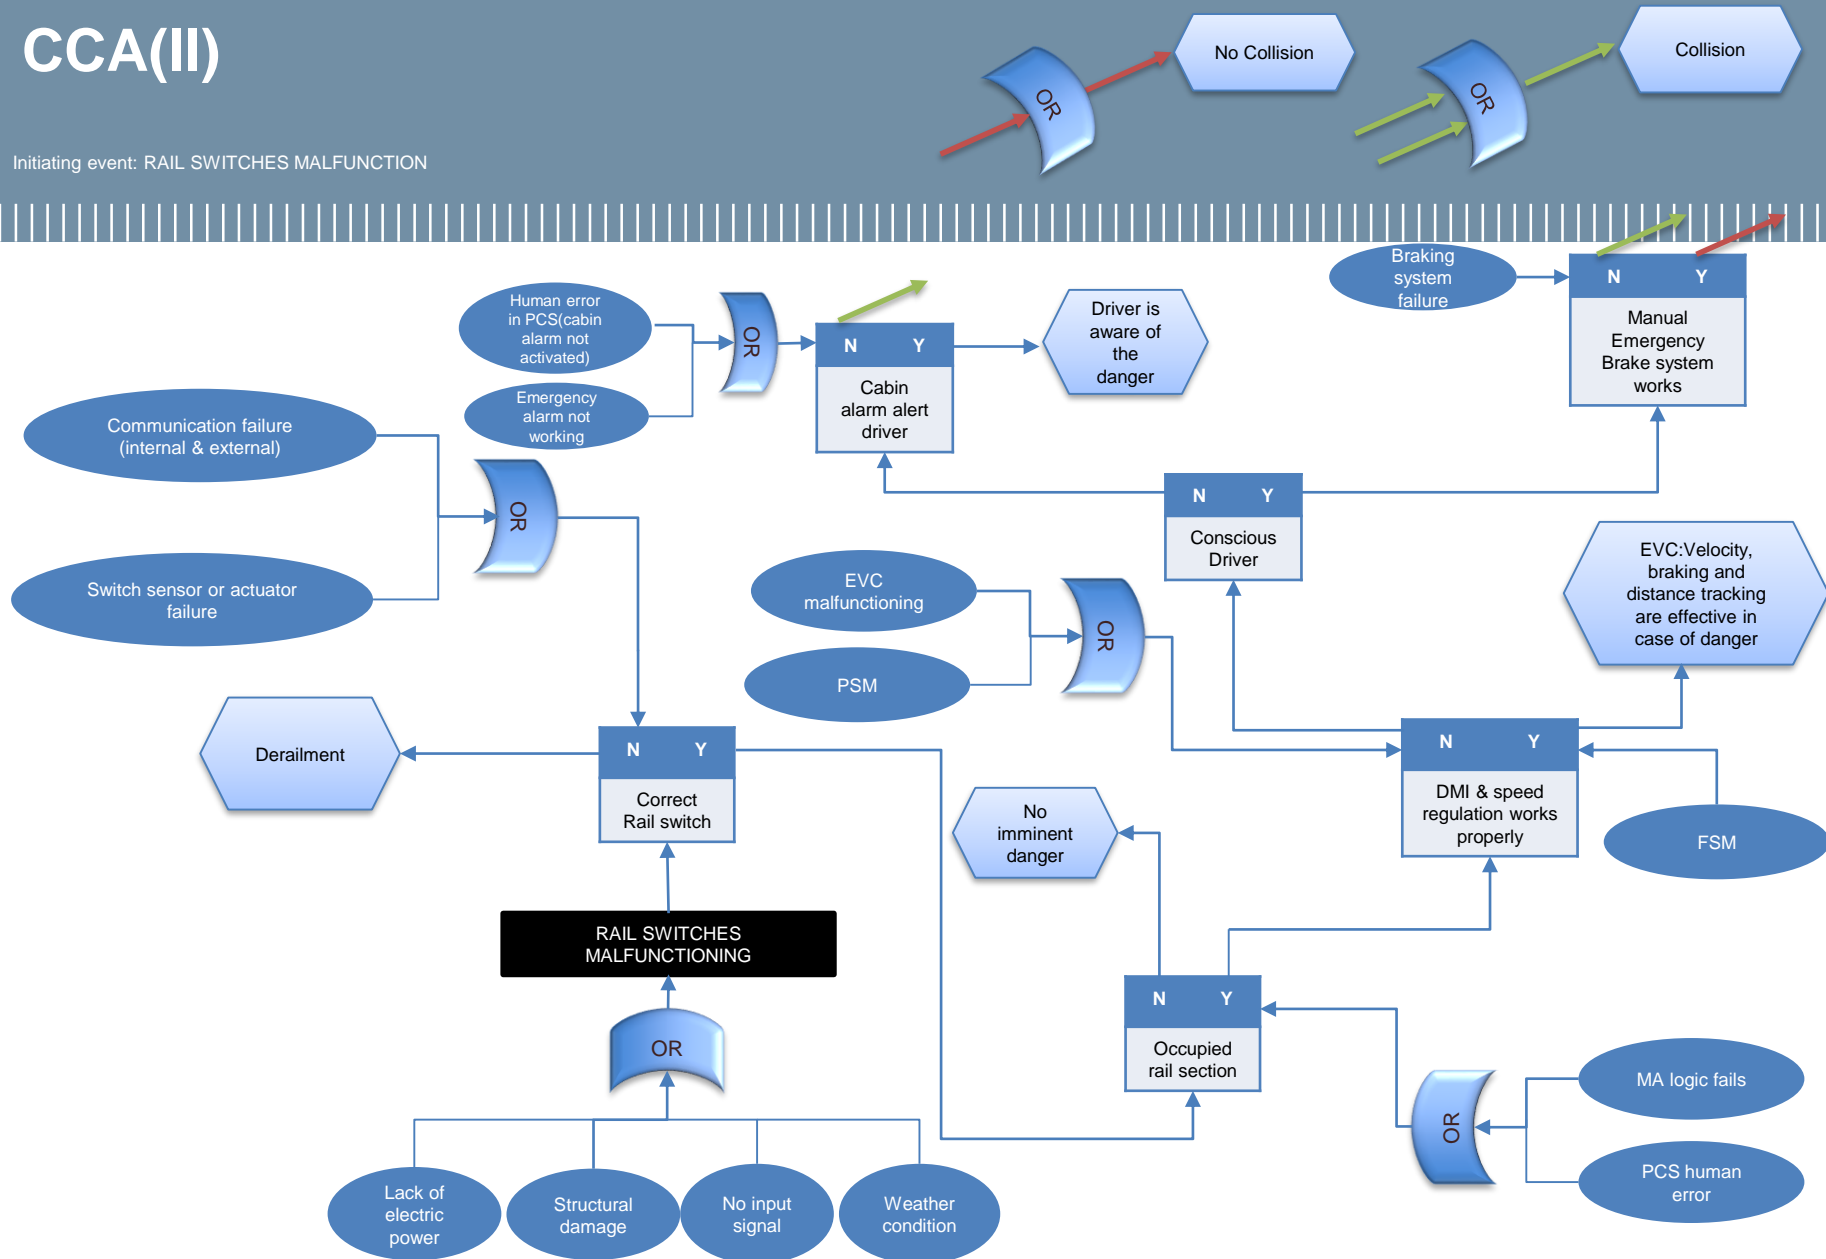 CCA(II)
No Collision
Collision
OR
OR
Initiating event: RAIL SWITCHES MALFUNCTION
Braking
system
failure
N Y
Manual
Emergency
Brake system
works
Human error
in PCS(cabin
alarm not
activated)
Emergency
alarm not
working
OR
N Y
Cabin
alarm alert
driver
Driver is
aware of
the
danger
Communication failure
(internal & external)
Switch sensor or actuator
failure
OR
N Y
Conscious
Driver
EVC:Velocity,
braking and
distance tracking
are effective in
case of danger
EVC
malfunctioning
PSM
OR
Derailment
N Y
Correct
Rail switch
N Y
DMI & speed
regulation works
properly
FSM
No
imminent
danger
RAIL SWITCHES
MALFUNCTIONING
OR
N Y
Occupied
rail section
OR
MA logic fails
PCS human
error
Lack of
electric
power
Structural
damage
No input
signal
Weather
condition